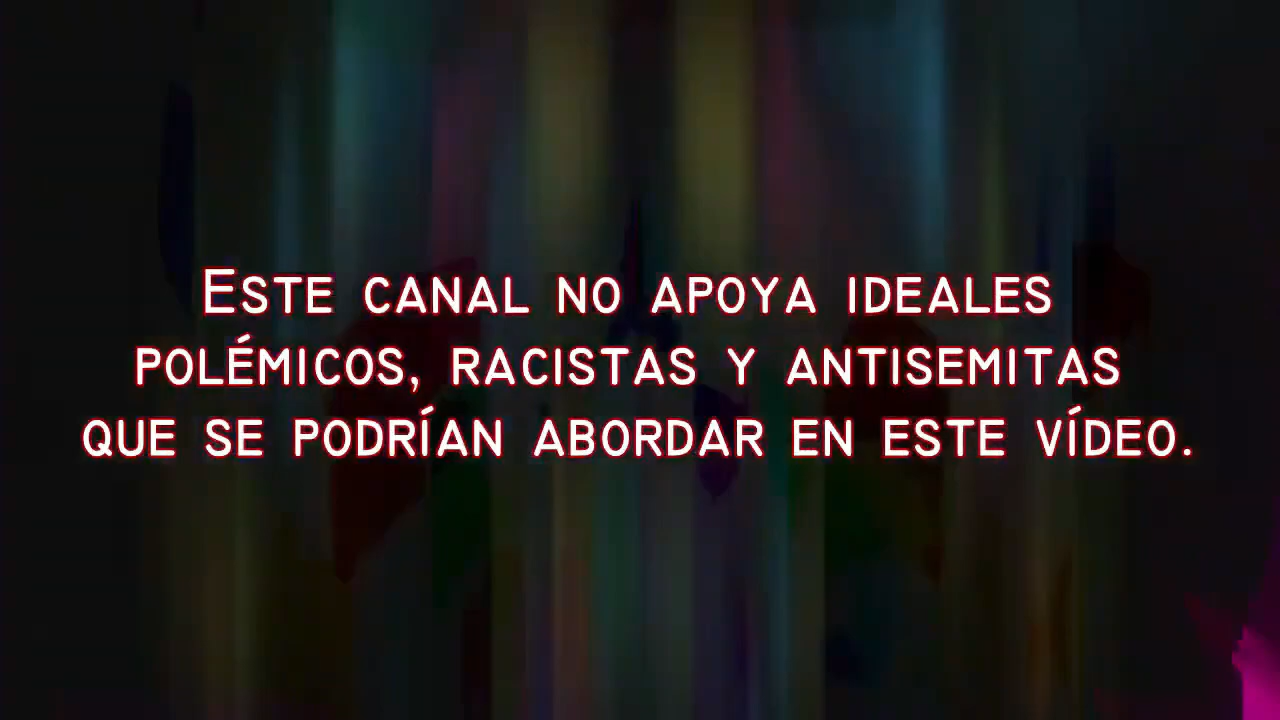 Este canal no apoya ideales
polémicos, racistas y antisemitas
que se podrían abordar en este vídeo.